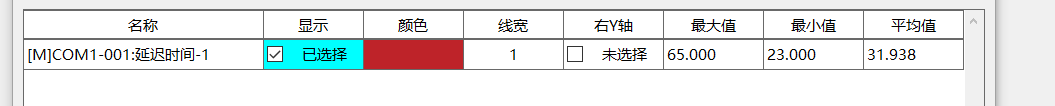 名称 显示 颜色 线宽 右Y轴 最大值 最小值 平均值
[M]COM1-001:延迟时间-1 已选择 1 未选择 65.000 23.000 31.938